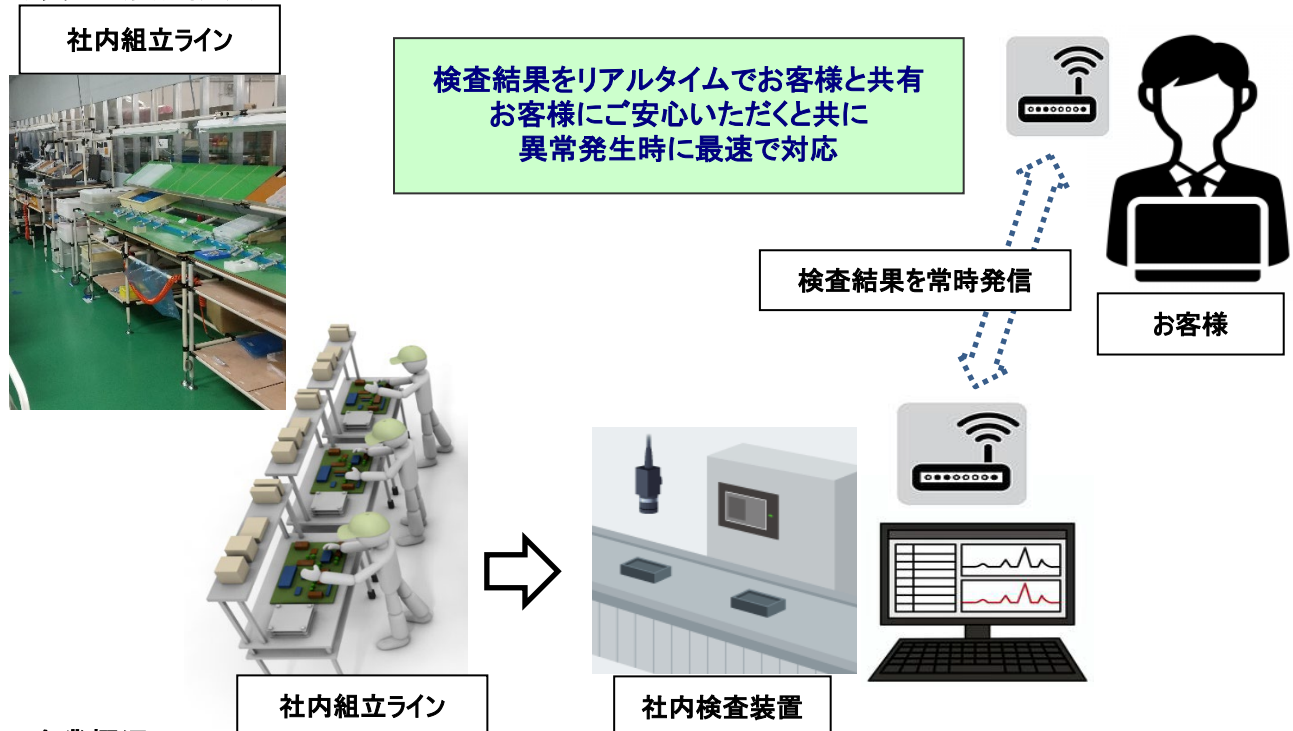 社内組立ライン
検査結果をリアルタイムでお客様と共有
お客様にご安心いただくと共に
異常発生時に最速で対応
検査結果を常時発信
お客様
社内組立ライン
社内検査装置